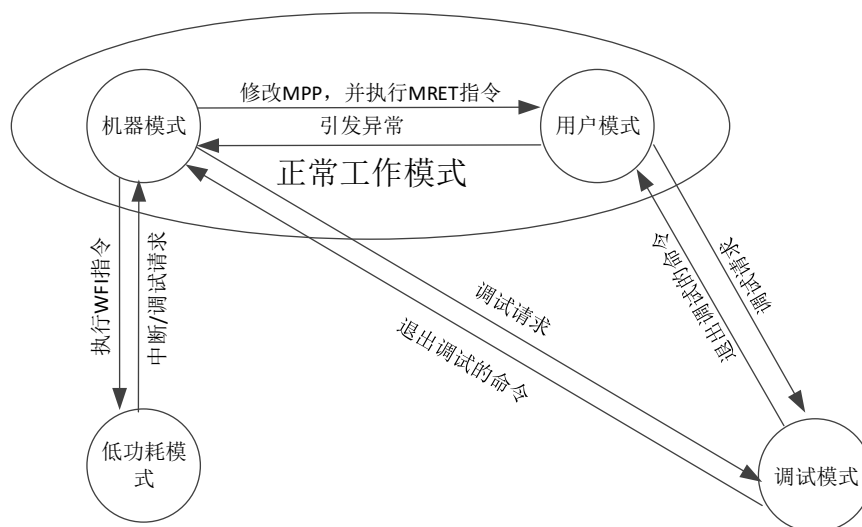 修改MPP，并执行MRET指令
机器模式
引发异常
用户模式
正常工作模式
执行WFI指令
中断/调试请求
调试请求
退出调试的命令
退出调试的命令
调试请求
低功耗模
式
调试模式